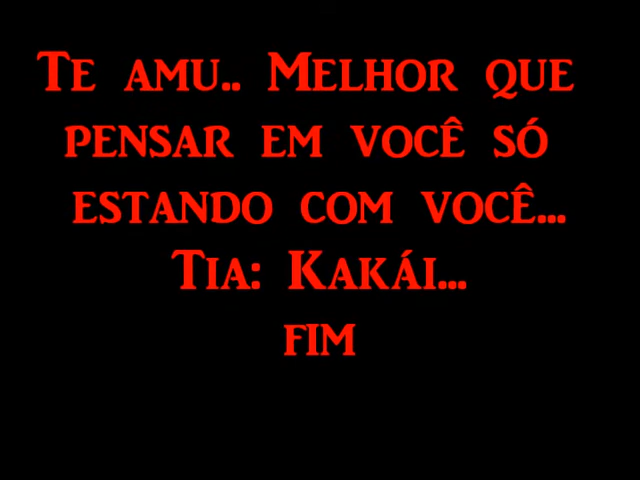 Te amu.. Melhor que
pensar em você só
estando com você...
Tia: Kakái...
fim